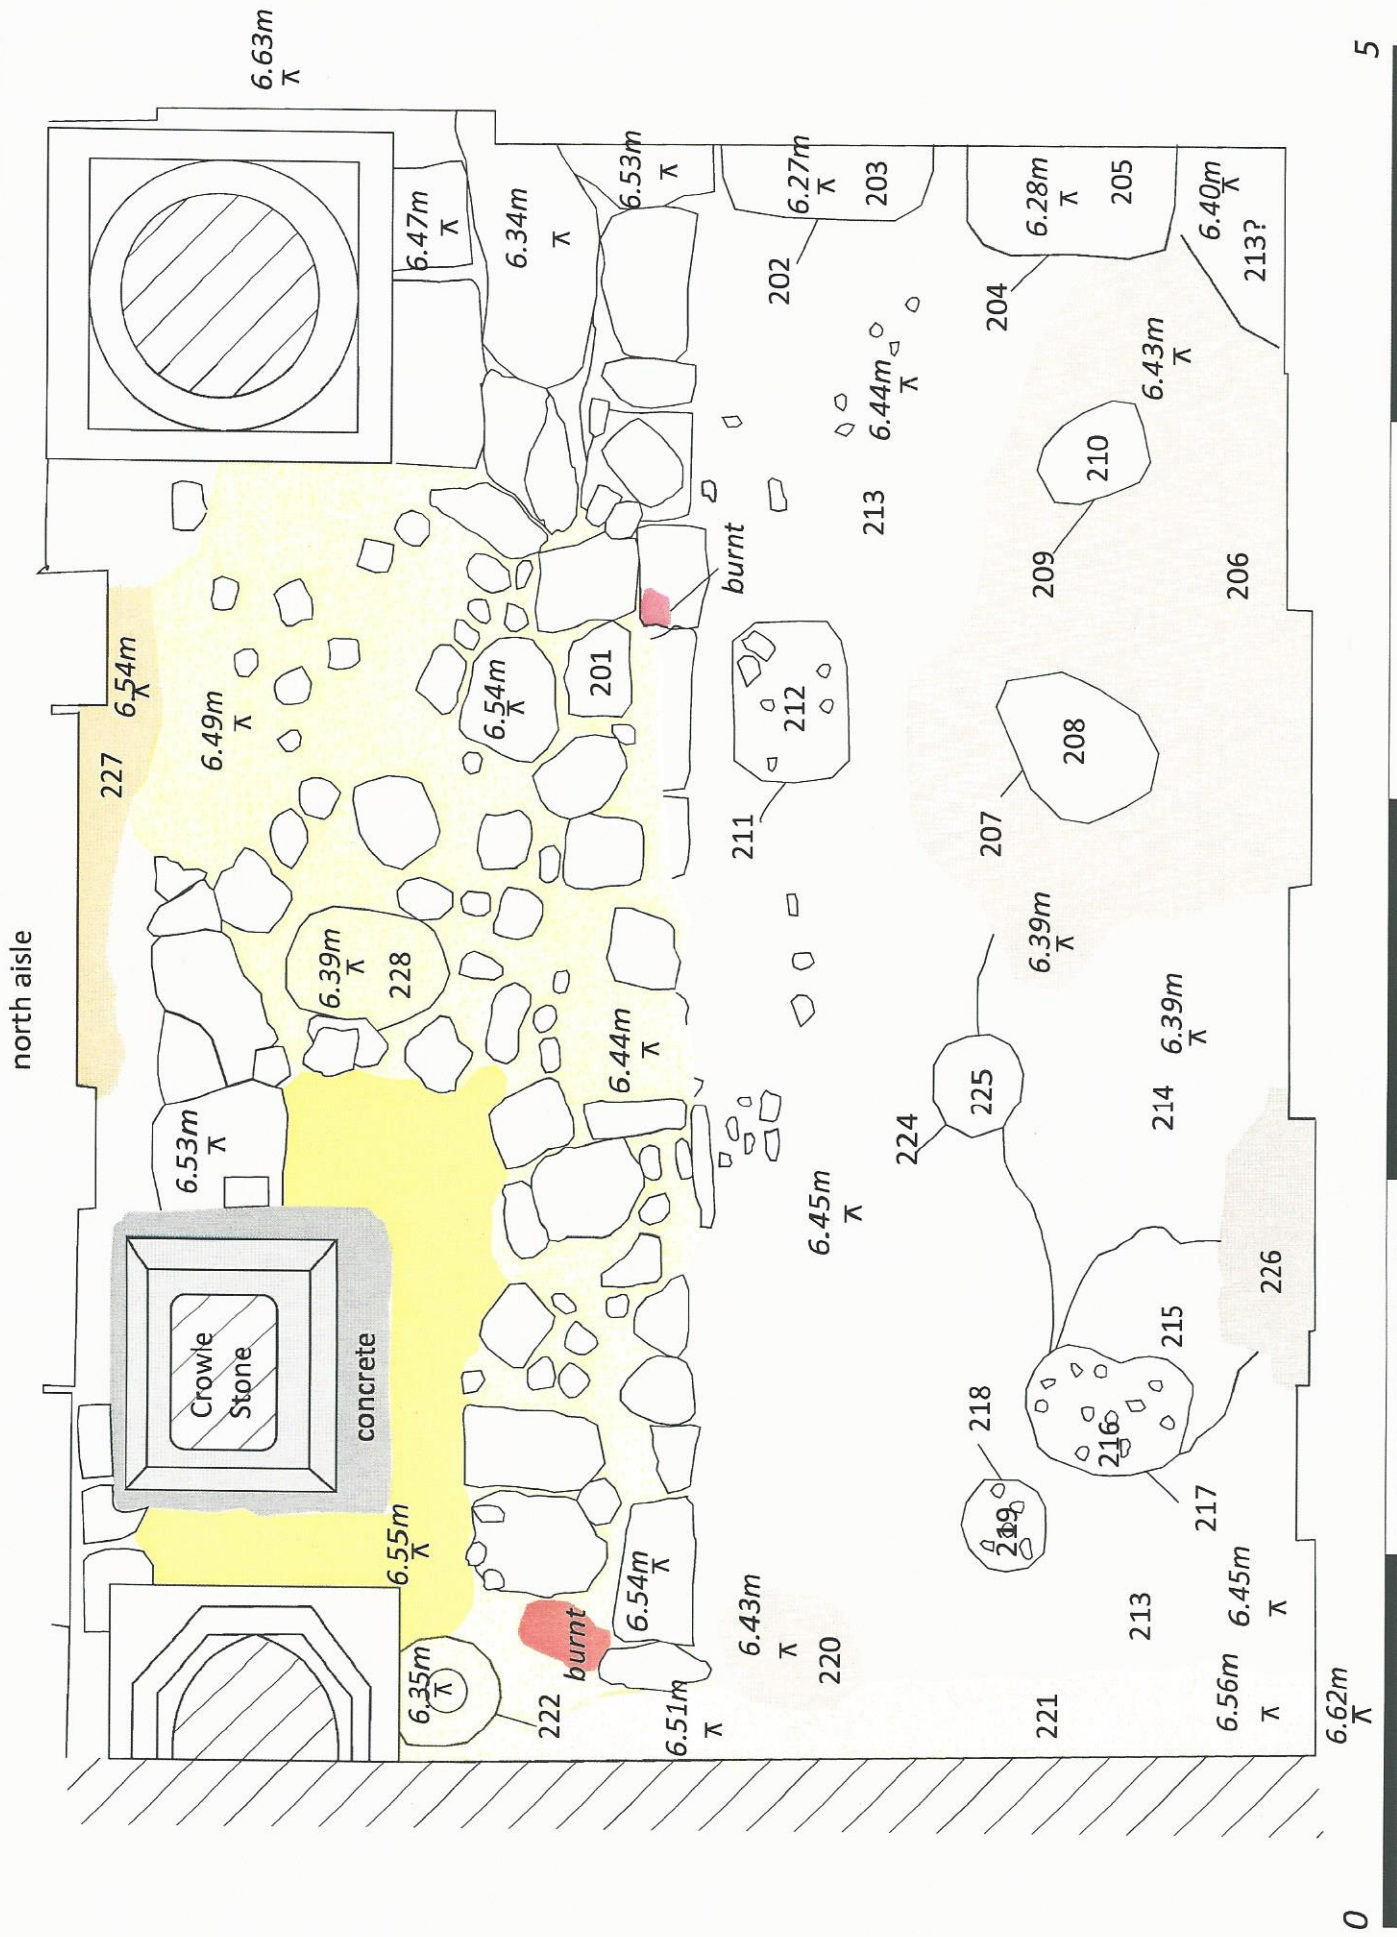 north aisle
227
6.54m
6.53m
Crowle
Stone
6.49m
6.63m
6.39m
228
concrete
6.55m
6.47m
6.35m
6.54m
6.34m
222
burnt
201
6.44m
6.53m
6.54m
6.51m
burnt
211
6.43m
220
202
212
6.27m
203
6.45m
213
6.44m
224
225
218
219
207
204
6.28m
205
6.39m
209
221
208
210
216
213
6.43m
214
6.39m
215
217
6.40m
213?
6.56m
6.45m
206
226
6.62m
0
5